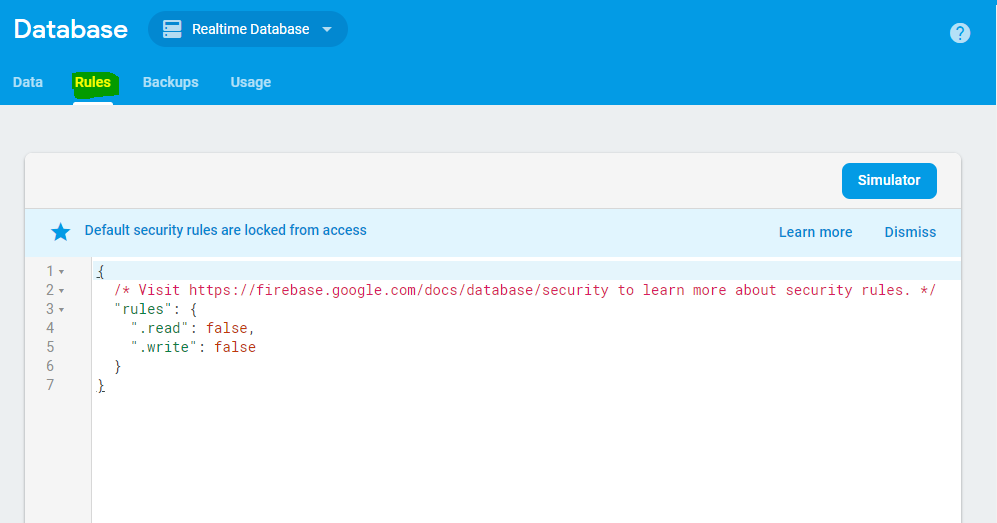 Database Realtime Database ?
Data Rules Backups Usage
Simulator
Default security rules are locked from access Learn more Dismiss
1 {
2 /* Visit https://firebase.google.com/docs/database/security to learn more about security rules. */
3 "rules": {
4 ".read": false,
5 ".write": false
6 }
7 }